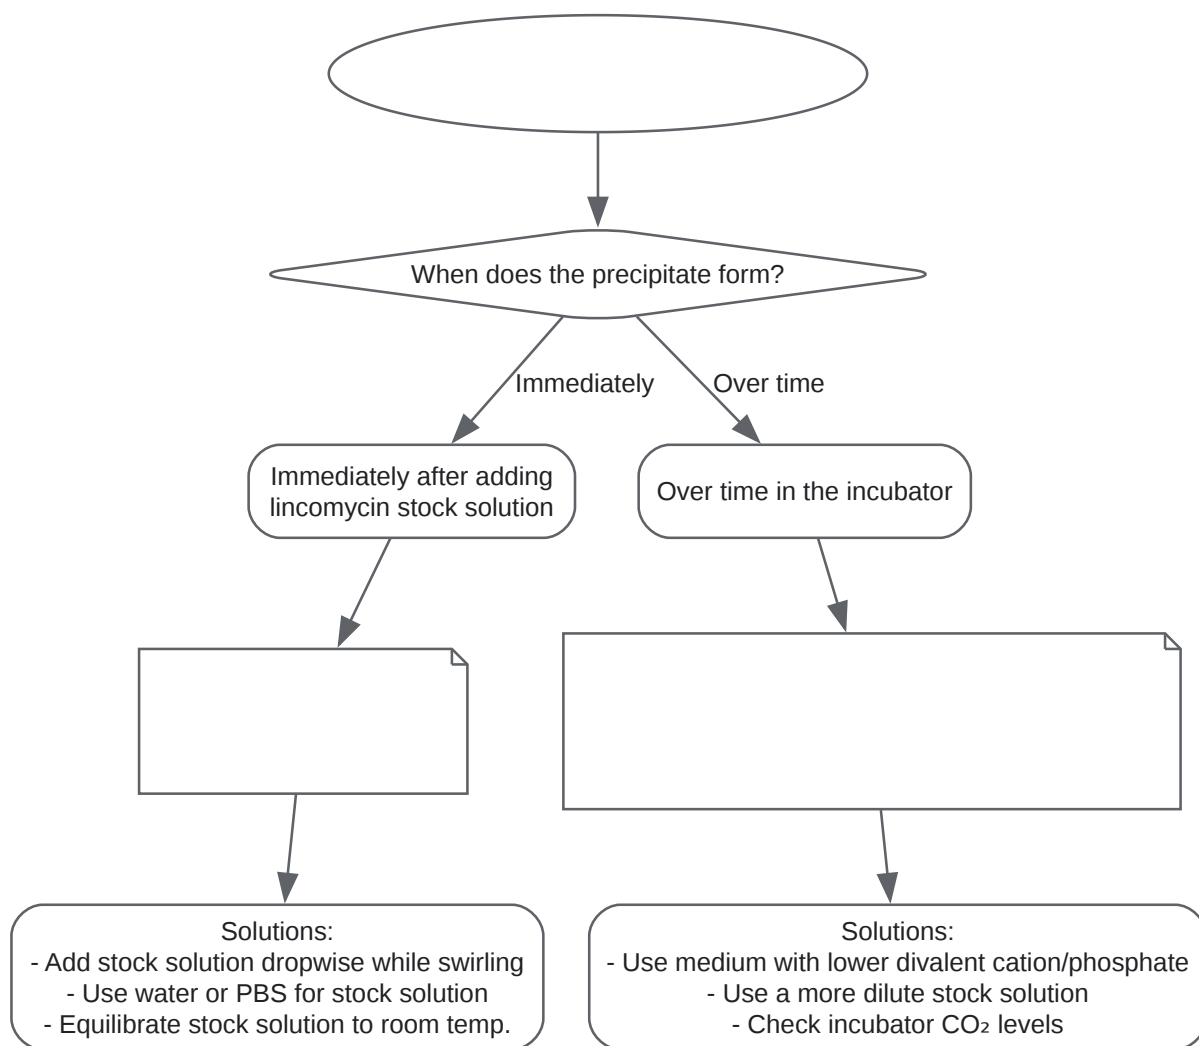 When does the precipitate form?
Immediately
Over time
Immediately after adding
lincomycin stock solution
Over time in the incubator
Solutions:
- Add stock solution dropwise while swirling
- Use water or PBS for stock solution
- Equilibrate stock solution to room temp.
Solutions:
- Use medium with lower divalent cation/phosphate
- Use a more dilute stock solution
- Check incubator CO₂ levels